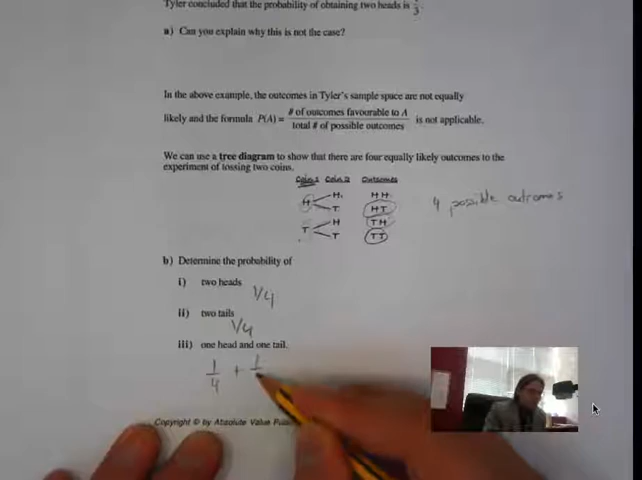 Tyler concluded that the probability of obtaining two heads is 1/3.
a) Can you explain why this is not the case?
In the above example, the outcomes in Tyler's sample space are not equally
likely and the formula P(A) = # of outcomes favourable to A / total # of possible outcomes is not applicable.
We can use a tree diagram to show that there are four equally likely outcomes to the
experiment of tossing two coins.
Coin 1 Coin 2 Outcomes
H H HH
T HT
T H TH
T TT
4 possible outcomes
b) Determine the probability of
i) two heads
1/4
ii) two tails
1/4
iii) one head and one tail.
1/4 + 1
Copyright © by Absolute Value